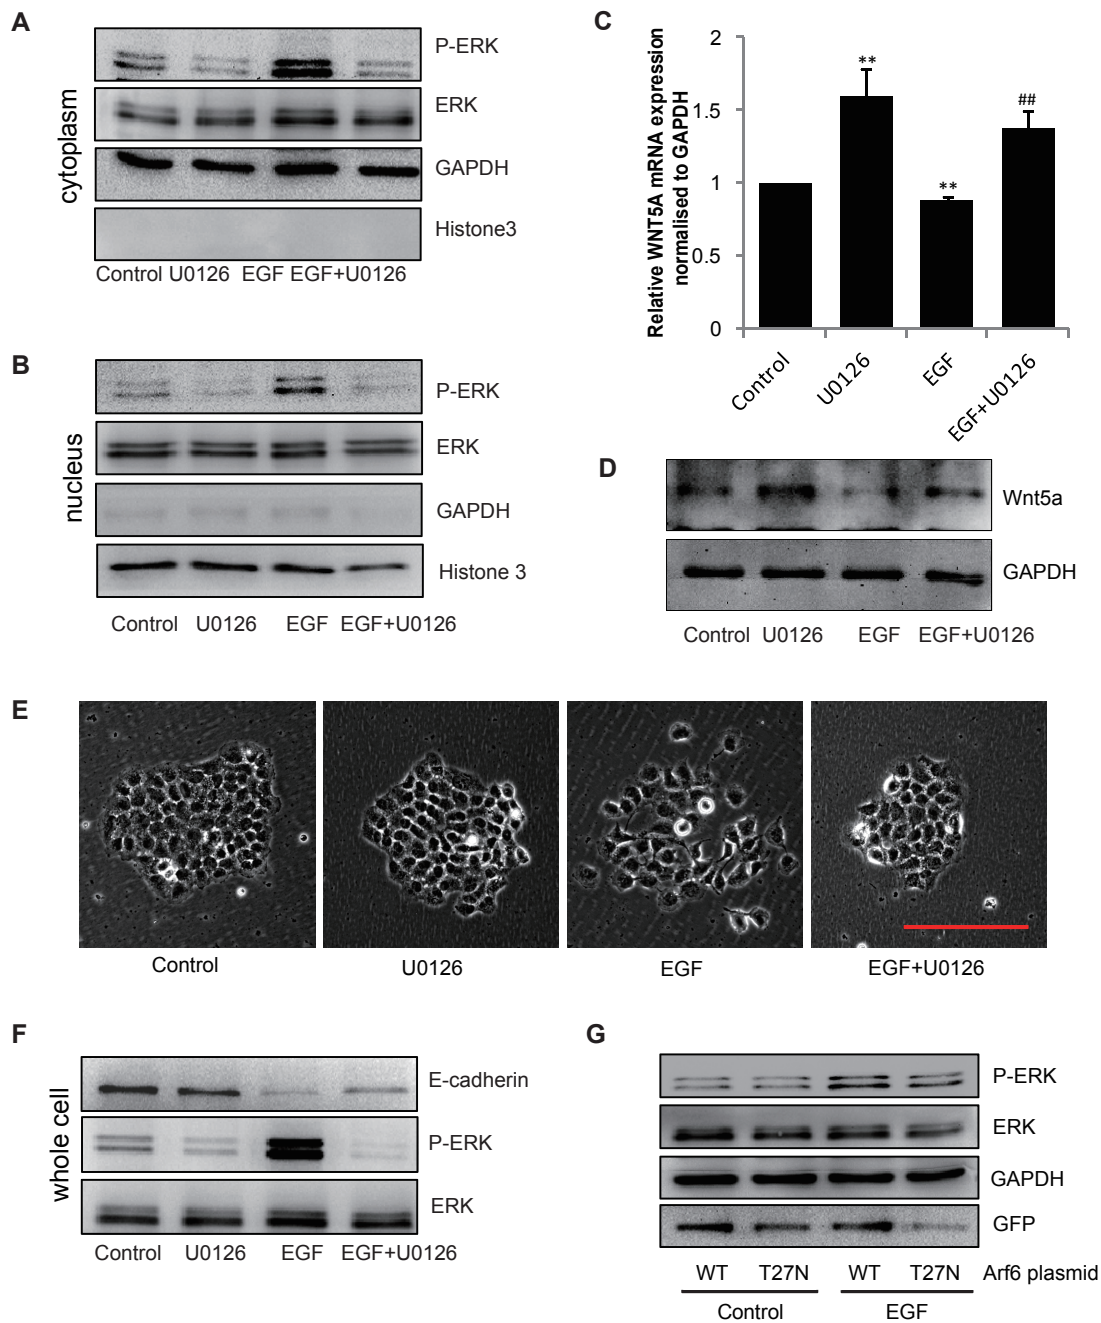 A
P-ERK
ERK
GAPDH
Histone3
cytoplasm
Control U0126 EGF EGF+U0126
B
P-ERK
ERK
GAPDH
Histone 3
nucleus
Control U0126 EGF EGF+U0126
C
Relative WNT5A mRNA expression
normalised to GAPDH
2
1.5
1
0.5
0
**
**
##
Control
U0126
EGF
EGF+U0126
D
Wnt5a
GAPDH
Control U0126 EGF EGF+U0126
E
Control
U0126
EGF
EGF+U0126
F
E-cadherin
P-ERK
ERK
whole cell
Control U0126 EGF EGF+U0126
G
P-ERK
ERK
GAPDH
GFP
WT T27N WT T27N Arf6 plasmid
Control EGF